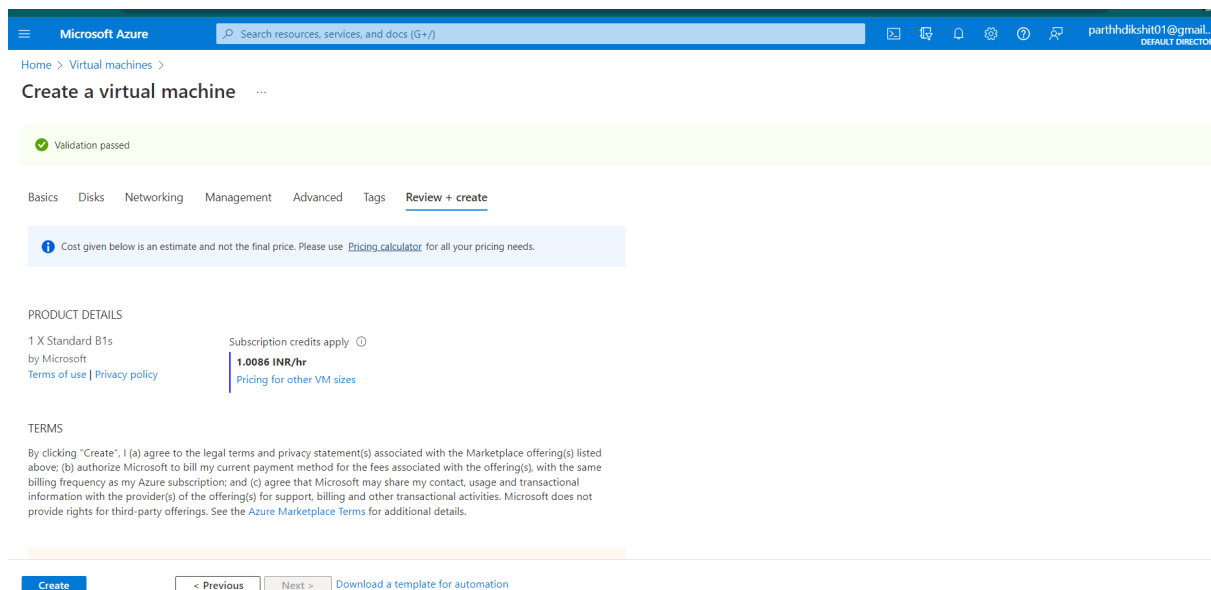 Microsoft Azure
Search resources, services, and docs (G+/)
parthhdikshit01@gmail...
DEFAULT DIRECTOR
Home > Virtual machines >
Create a virtual machine ...
Validation passed
Basics Disks Networking Management Advanced Tags Review + create
Cost given below is an estimate and not the final price. Please use Pricing calculator for all your pricing needs.
PRODUCT DETAILS
1 X Standard B1s
by Microsoft
Terms of use | Privacy policy
Subscription credits apply
1.0086 INR/hr
Pricing for other VM sizes
TERMS
By clicking "Create", I (a) agree to the legal terms and privacy statement(s) associated with the Marketplace offering(s) listed
above; (b) authorize Microsoft to bill my current payment method for the fees associated with the offering(s), with the same
billing frequency as my Azure subscription; and (c) agree that Microsoft may share my contact, usage and transactional
information with the provider(s) of the offering(s) for support, billing and other transactional activities. Microsoft does not
provide rights for third-party offerings. See the Azure Marketplace Terms for additional details.
Create < Previous Next > Download a template for automation